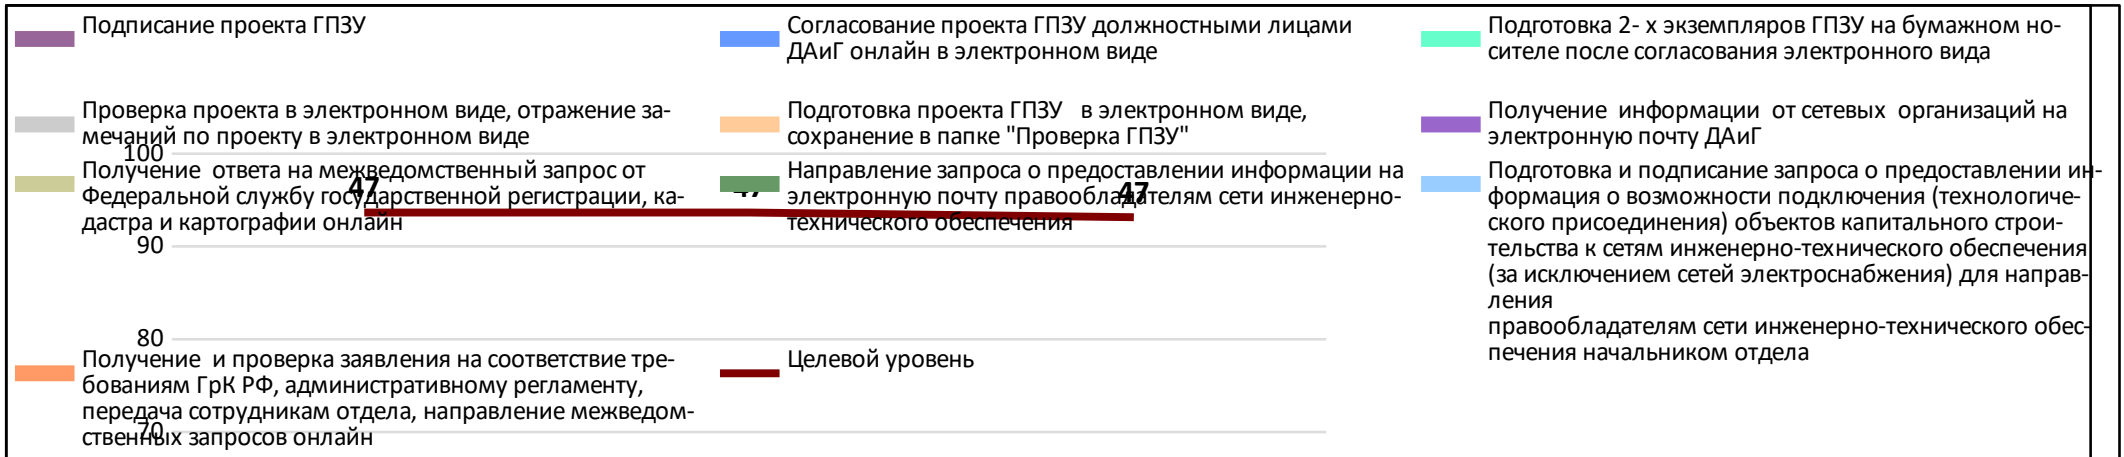 Подписание проекта ГПЗУ
Согласование проекта ГПЗУ должностными лицами
ДАиГ онлайн в электронном виде
Подготовка 2- х экземпляров ГПЗУ на бумажном но-
сителе после согласования электронного вида
Проверка проекта в электронном виде, отражение за-
мечаний по проекту в электронном виде
Подготовка проекта ГПЗУ в электронном виде,
сохранение в папке "Проверка ГПЗУ"
Получение информации от сетевых организаций на
электронную почту ДАиГ
100
Получение ответа на межведомственный запрос от
Федеральной службу государственной регистрации, ка-
дастра и картографии онлайн
47
Направление запроса о предоставлении информации на
электронную почту правообладателям сети инженерно-
технического обеспечения
47
47
Подготовка и подписание запроса о предоставлении ин-
формация о возможности подключения (технологиче-
ского присоединения) объектов капитального строи-
тельства к сетям инженерно-технического обеспечения
(за исключением сетей электроснабжения) для направ-
ления
правообладателям сети инженерно-технического обес-
печения начальником отдела
90
80
Получение и проверка заявления на соответствие тре-
бованиям ГрК РФ, административному регламенту,
передача сотрудникам отдела, направление межведом-
ственных запросов онлайн
Целевой уровень
70